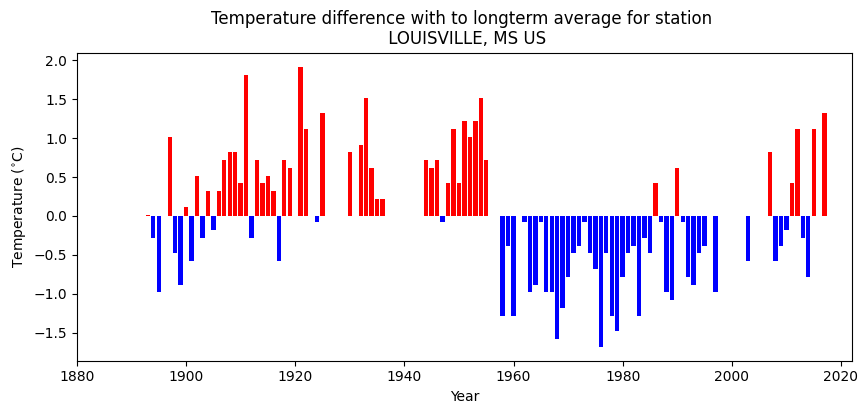 Temperature difference with to longterm average for station
LOUISVILLE, MS US
2.0
1.5
1.0
0.5
0.0
−0.5
−1.0
−1.5
Temperature (°C)
1880 1900 1920 1940 1960 1980 2000 2020
Year